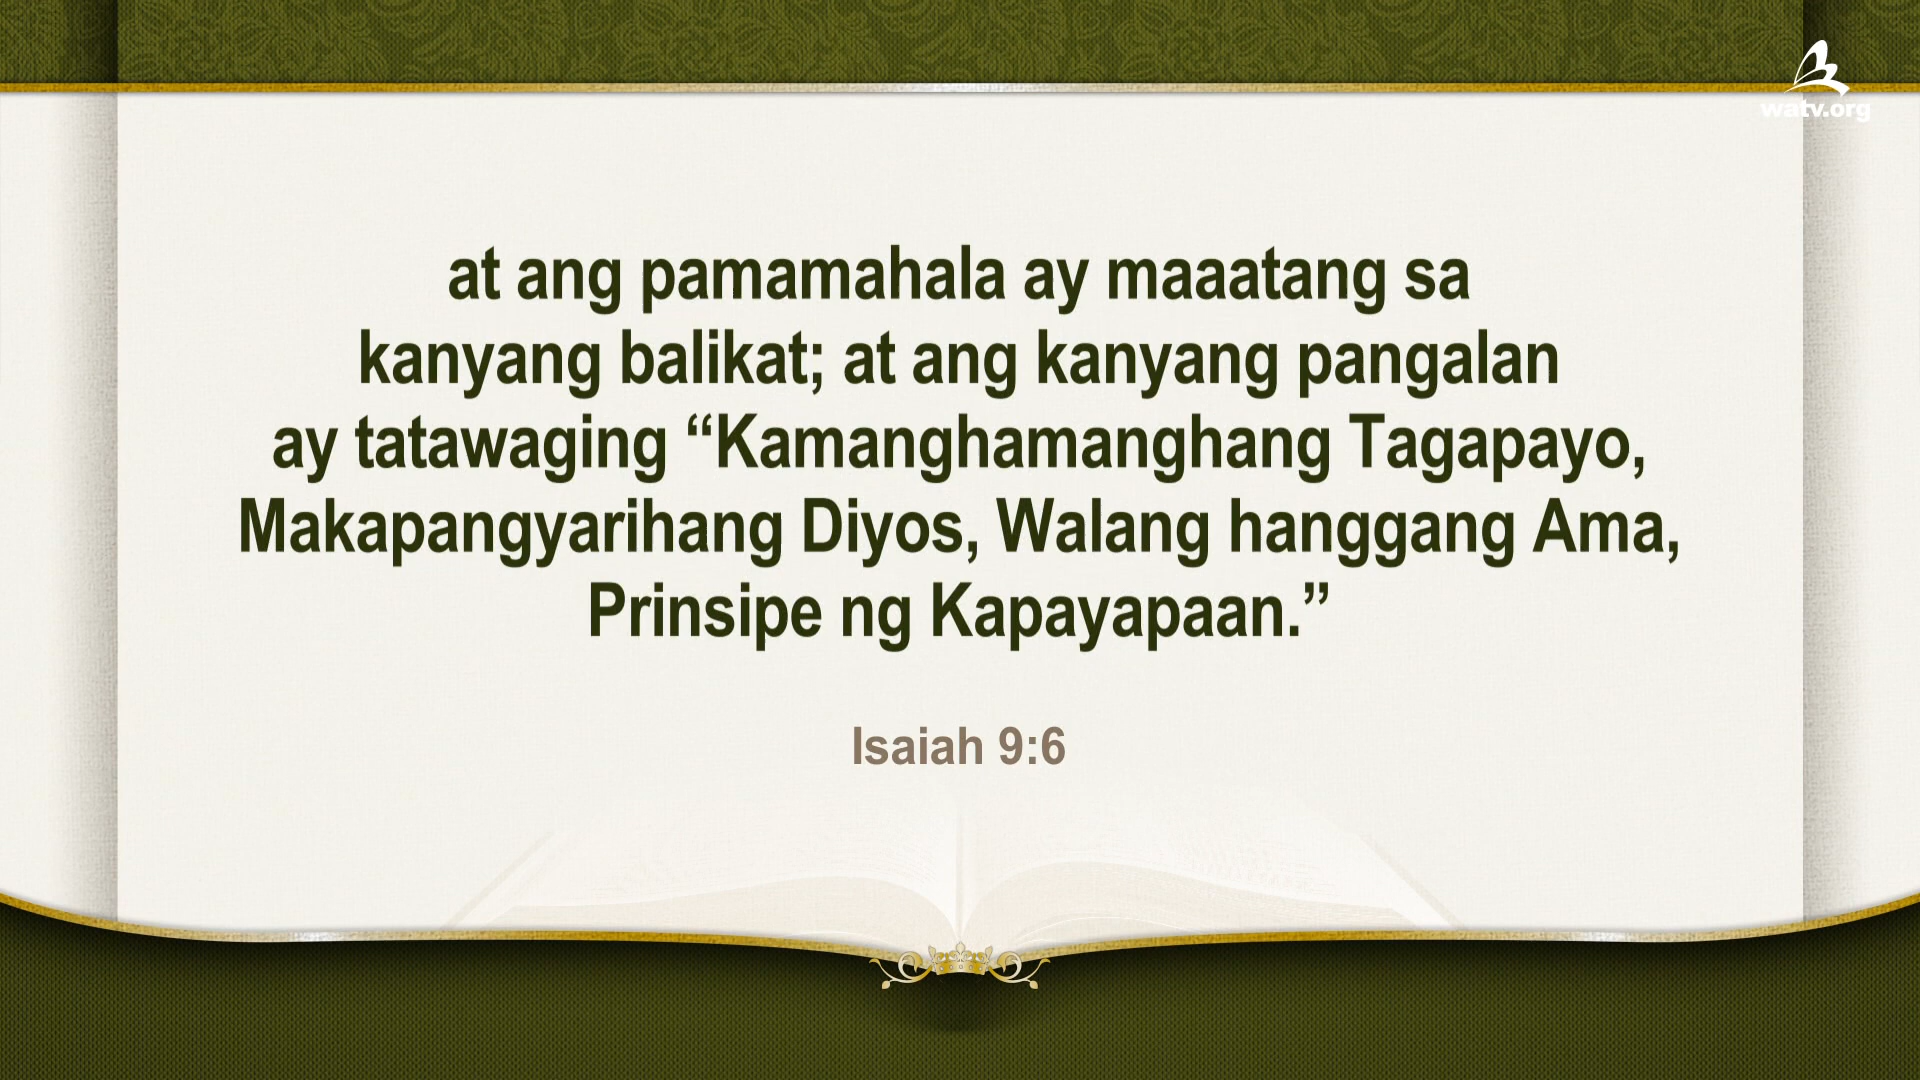 watv.org
at ang pamamahala ay maaatang sa
kanyang balikat; at ang kanyang pangalan
ay tatawaging “Kamanghamanghang Tagapayo,
Makapangyarihang Diyos, Walang hanggang Ama,
Prinsipe ng Kapayapaan.”
Isaiah 9:6